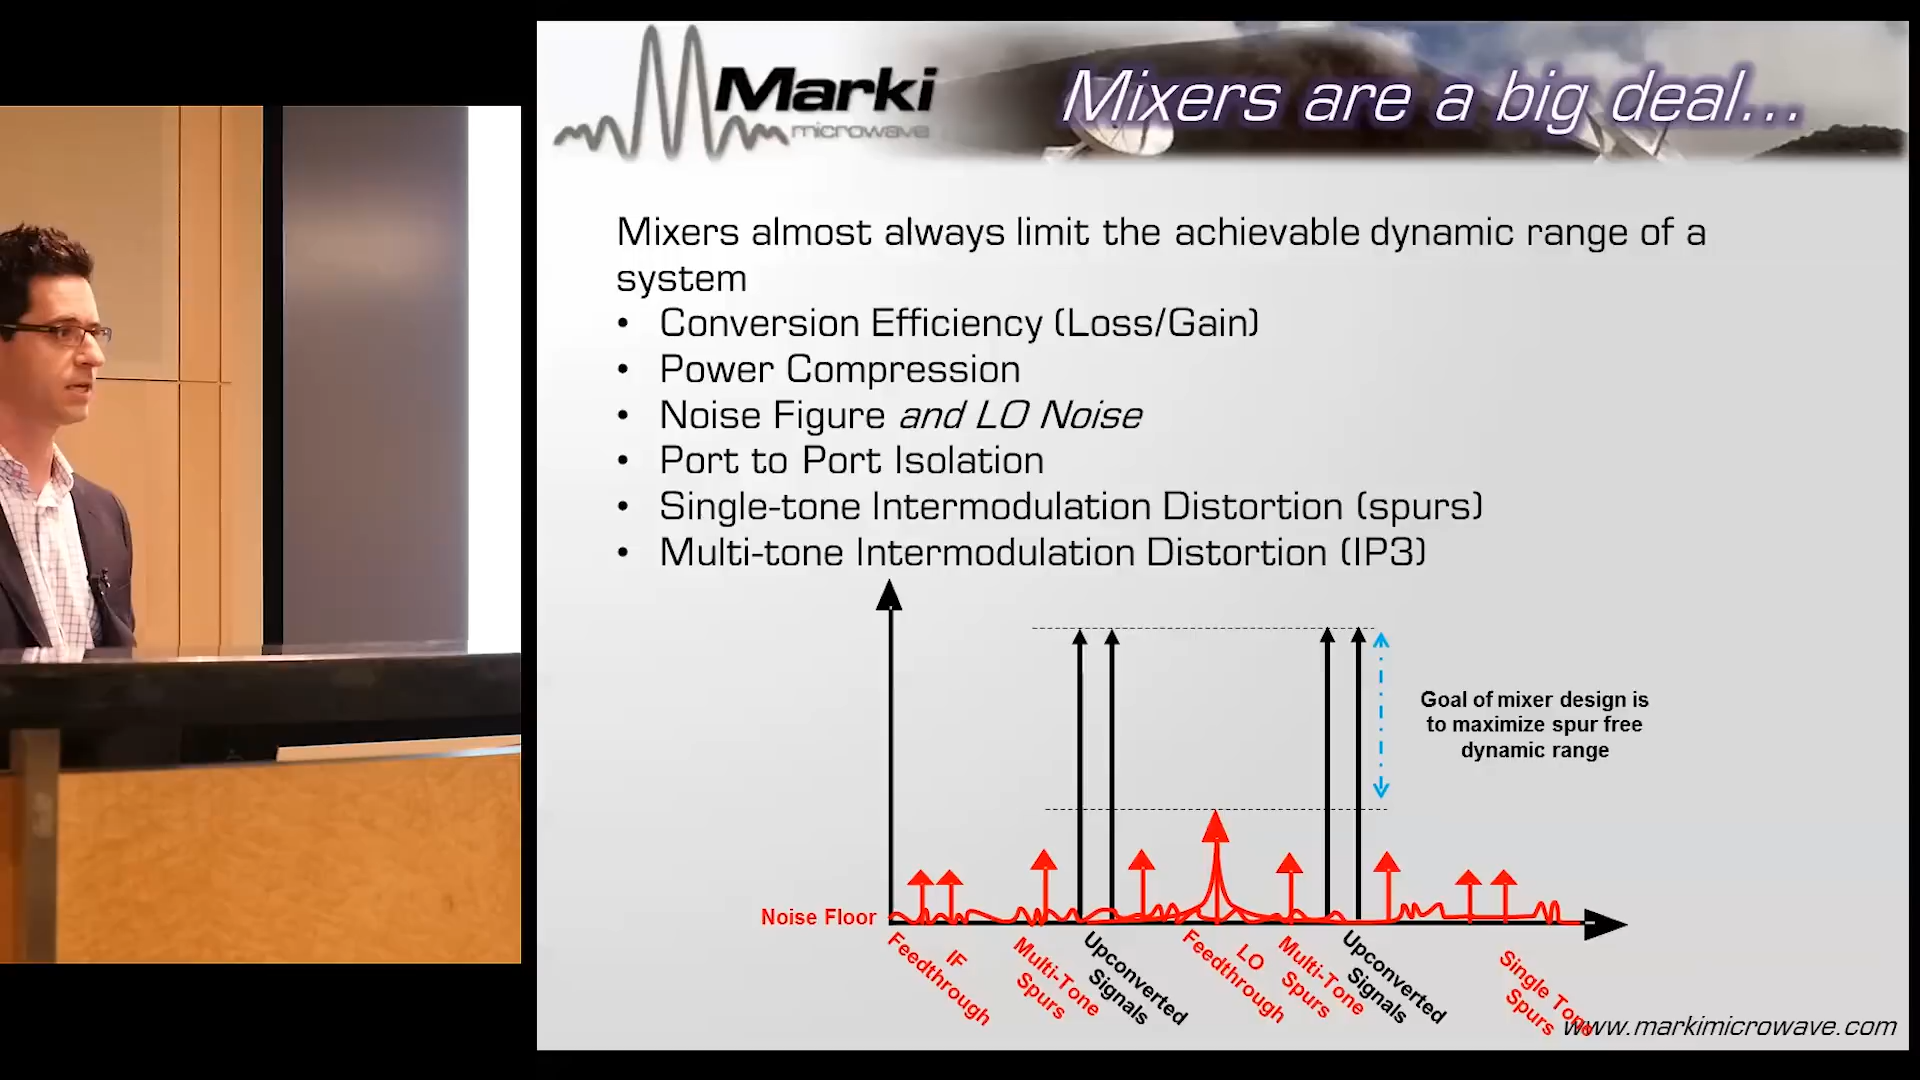 Marki
microwave
Mixers are a big deal...
Mixers almost always limit the achievable dynamic range of a
system
• Conversion Efficiency (Loss/Gain)
• Power Compression
• Noise Figure and LO Noise
• Port to Port Isolation
• Single-tone Intermodulation Distortion (spurs)
• Multi-tone Intermodulation Distortion (IP3)
Goal of mixer design is
to maximize spur free
dynamic range
Noise Floor
IF
Feedthrough
Multi-Tone
Spurs
Upconverted
Signals
LO
Feedthrough
Multi-Tone
Spurs
Upconverted
Signals
Single Tone
Spurs
www.markimicrowave.com